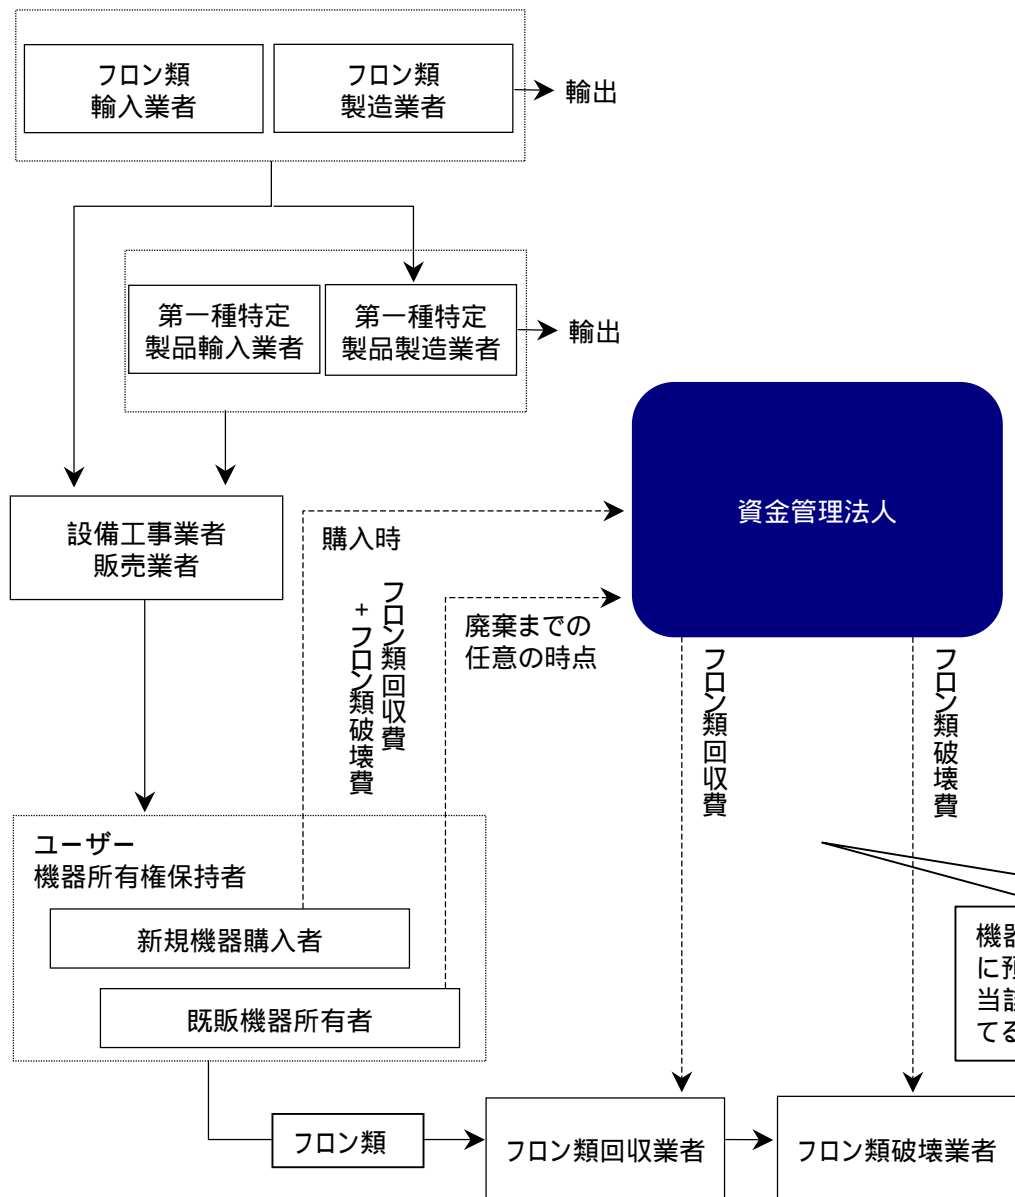 フロン類
輸入業者
フロン類
製造業者
輸出
第一種特定
製品輸入業者
第一種特定
製品製造業者
輸出
資金管理法人
設備工事業者
販売業者
購入時
フロン類回収費
+フロン類破壊費
廃棄までの
任意の時点
フロン類回収費
フロン類破壊費
ユーザー
機器所有権保持者
新規機器購入者
既販機器所有者
機器
に預
当該
てる
フロン類
フロン類回収業者
フロン類破壊業者